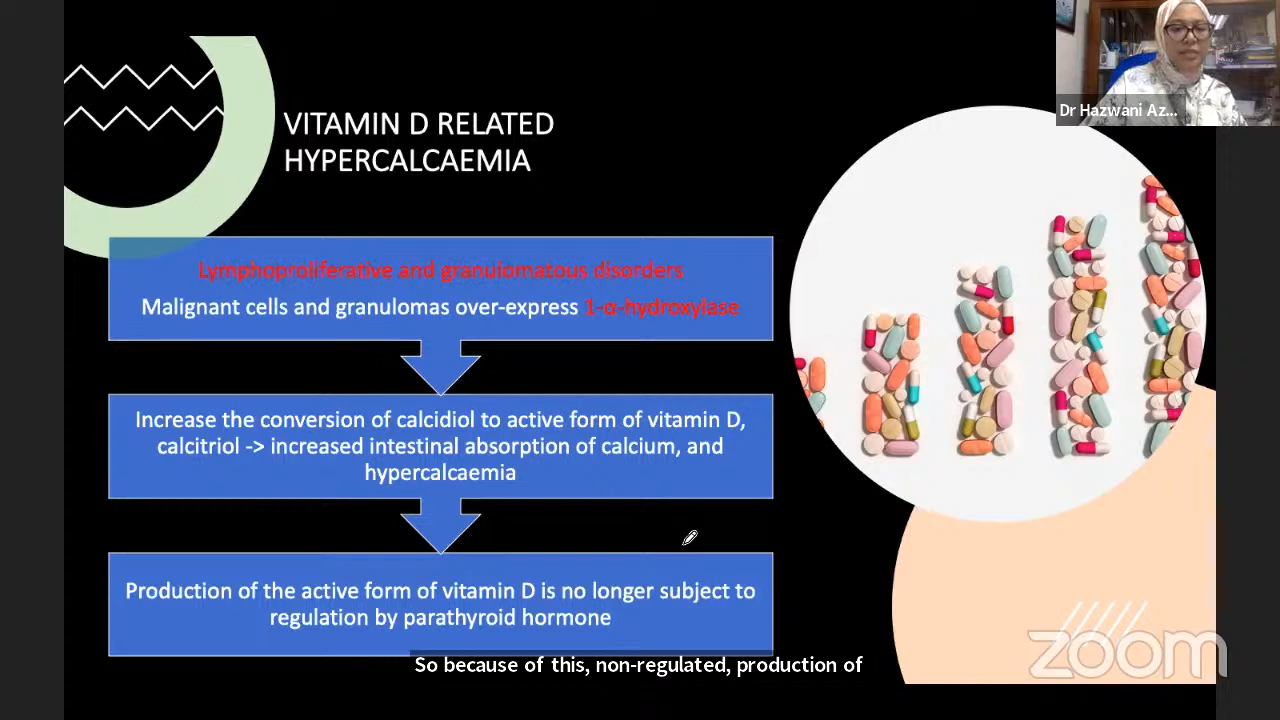 Dr Hazwani Az...
VITAMIN D RELATED
HYPERCALCAEMIA
Lymphoproliferative and granulomatous disorders
Malignant cells and granulomas over-express 1-α-hydroxylase
Increase the conversion of calcidiol to active form of vitamin D,
calcitriol -> increased intestinal absorption of calcium, and
hypercalcaemia
Production of the active form of vitamin D is no longer subject to
regulation by parathyroid hormone
So because of this, non-regulated, production of
zoom